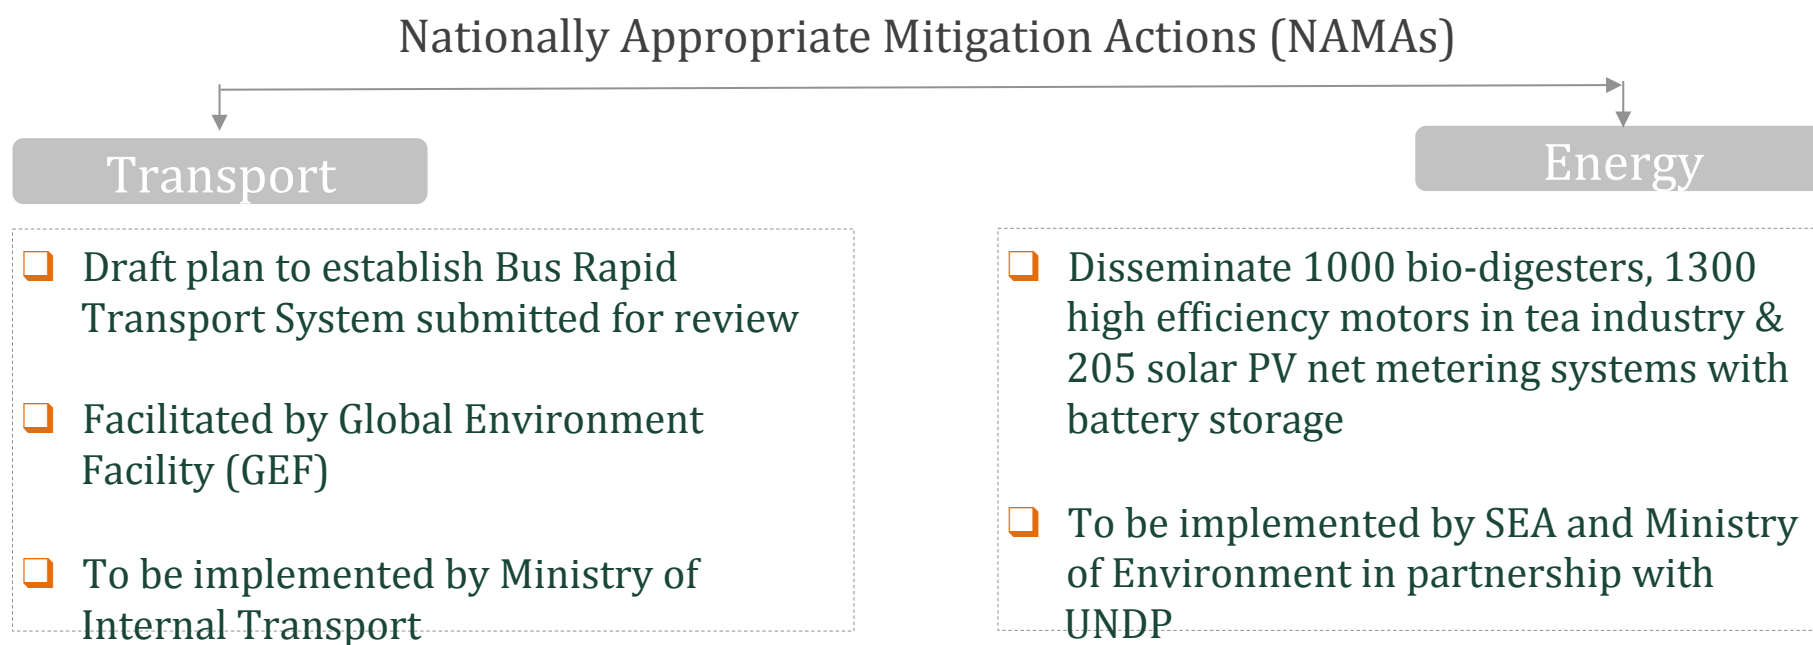 Nationally Appropriate Mitigation Actions (NAMAs)
Transport
Energy
Draft plan to establish Bus Rapid
Transport System submitted for review
Facilitated by Global Environment
Facility (GEF)
To be implemented by Ministry of
Internal Transport
Disseminate 1000 bio-digesters, 1300
high efficiency motors in tea industry &
205 solar PV net metering systems with
battery storage
To be implemented by SEA and Ministry
of Environment in partnership with
UNDP